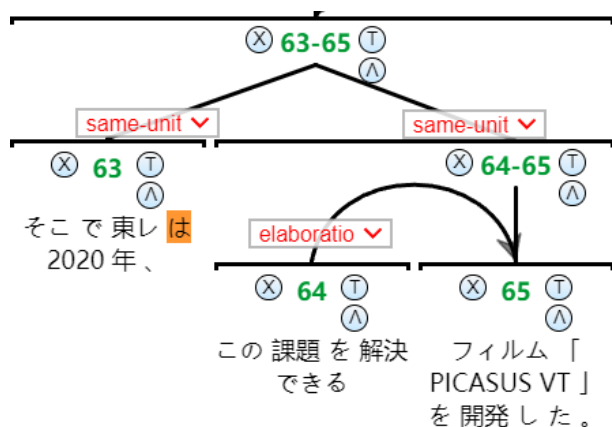 X 63-65 T
Λ
same-unit
same-unit
X 63 T
Λ
X 64-65 T
Λ
そこ で 東レ は
2020 年 、
elaboratio
X 64 T
Λ
X 65 T
Λ
この 課題 を 解決
できる
フィルム 「
PICASUS VT 」
を 開発 し た 。